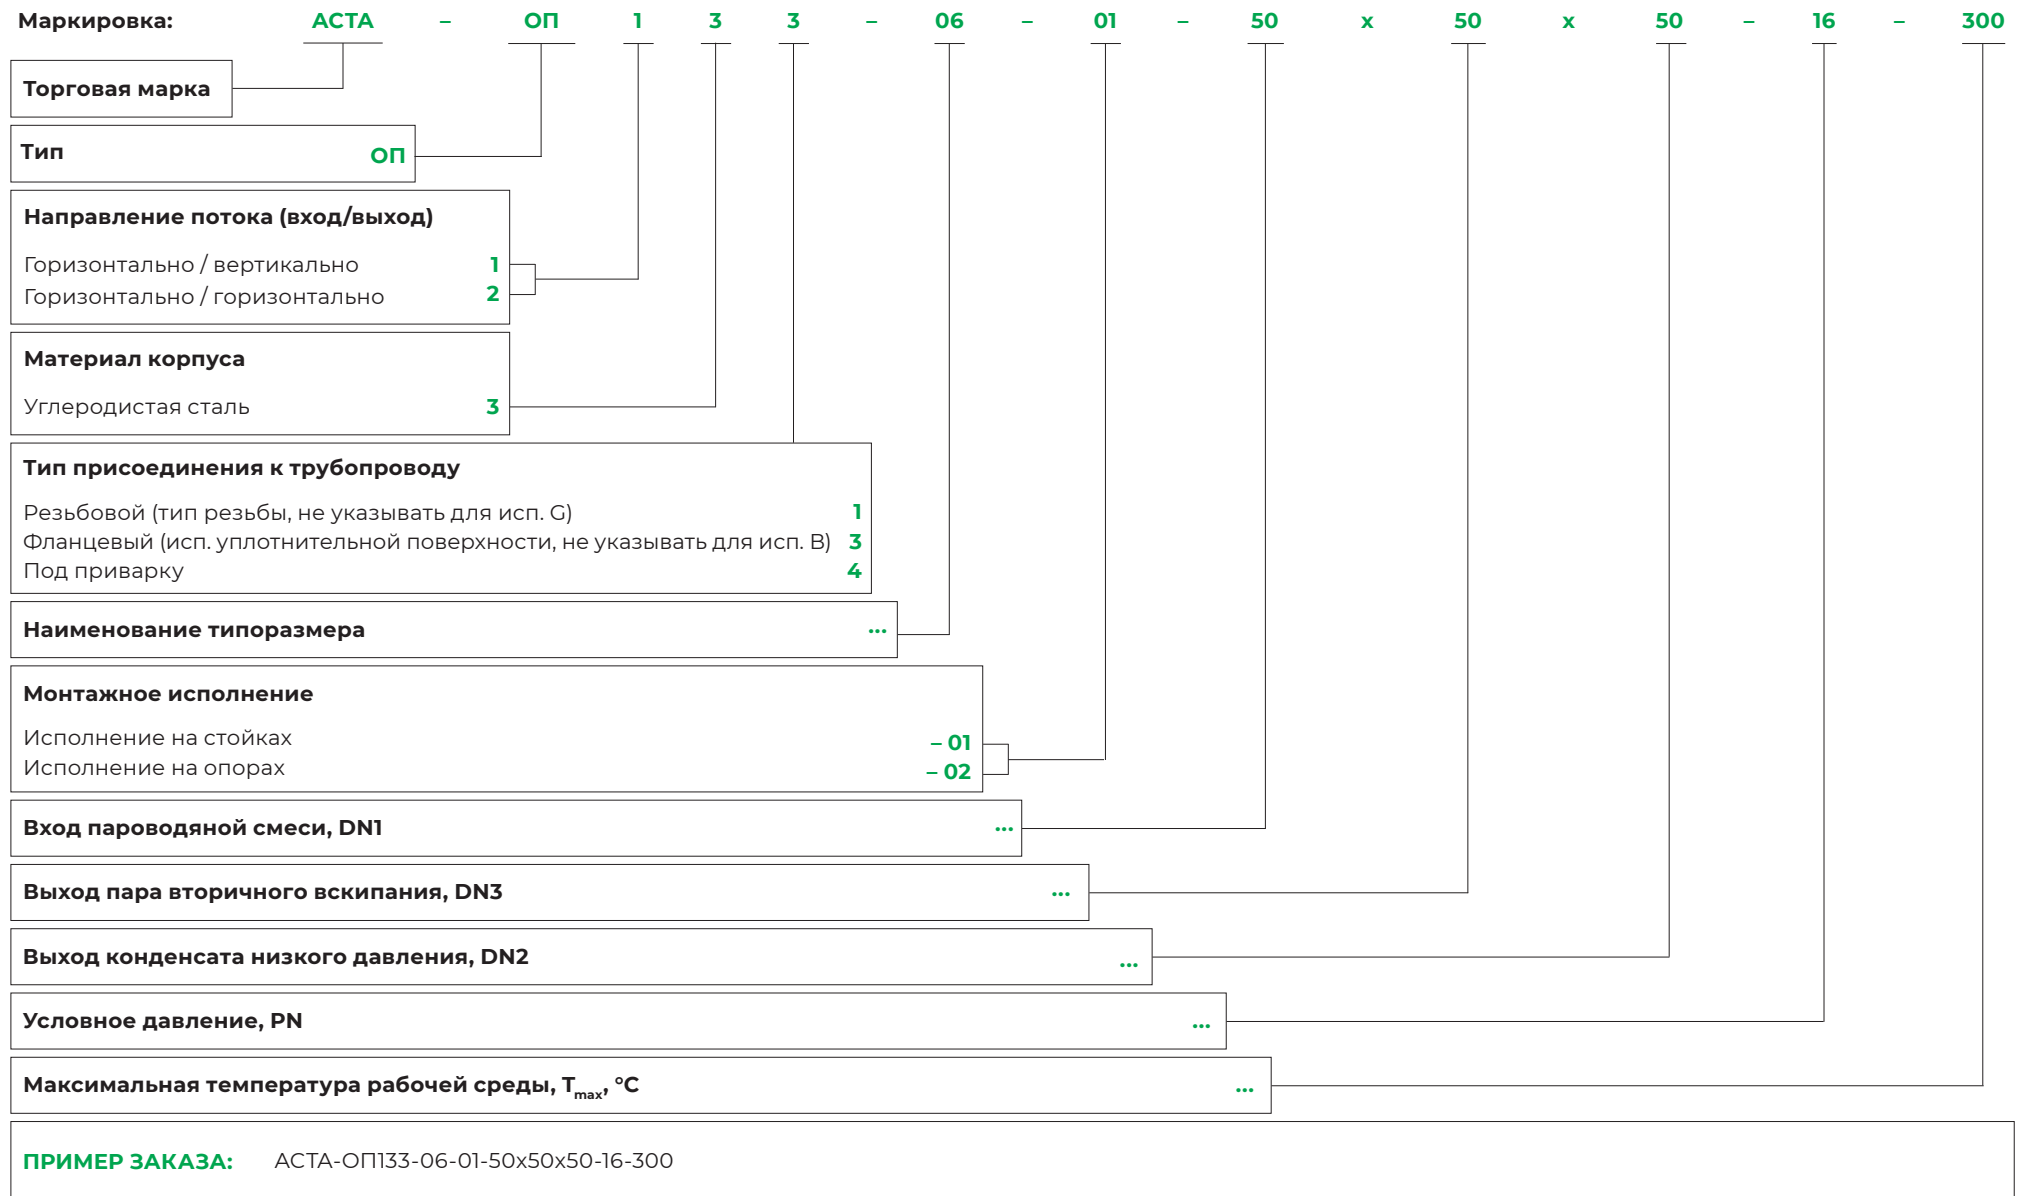 Маркировка: АСТА – ОП 1 3 3 – 06 – 01 – 50 x 50 x 50 – 16 – 300
Торговая марка
Тип ОП
Направление потока (вход/выход)
Горизонтально / вертикально 1
Горизонтально / горизонтально 2
Материал корпуса
Углеродистая сталь 3
Тип присоединения к трубопроводу
Резьбовой (тип резьбы, не указывать для исп. G) 1
Фланцевый (исп. уплотнительной поверхности, не указывать для исп. B) 3
Под приварку 4
Наименование типоразмера ...
Монтажное исполнение
Исполнение на стойках – 01
Исполнение на опорах – 02
Вход пароводяной смеси, DN1 ...
Выход пара вторичного вскипания, DN3 ...
Выход конденсата низкого давления, DN2 ...
Условное давление, PN ...
Максимальная температура рабочей среды, Tmax, °C ...
ПРИМЕР ЗАКАЗА: АСТА-ОП133-06-01-50x50x50-16-300